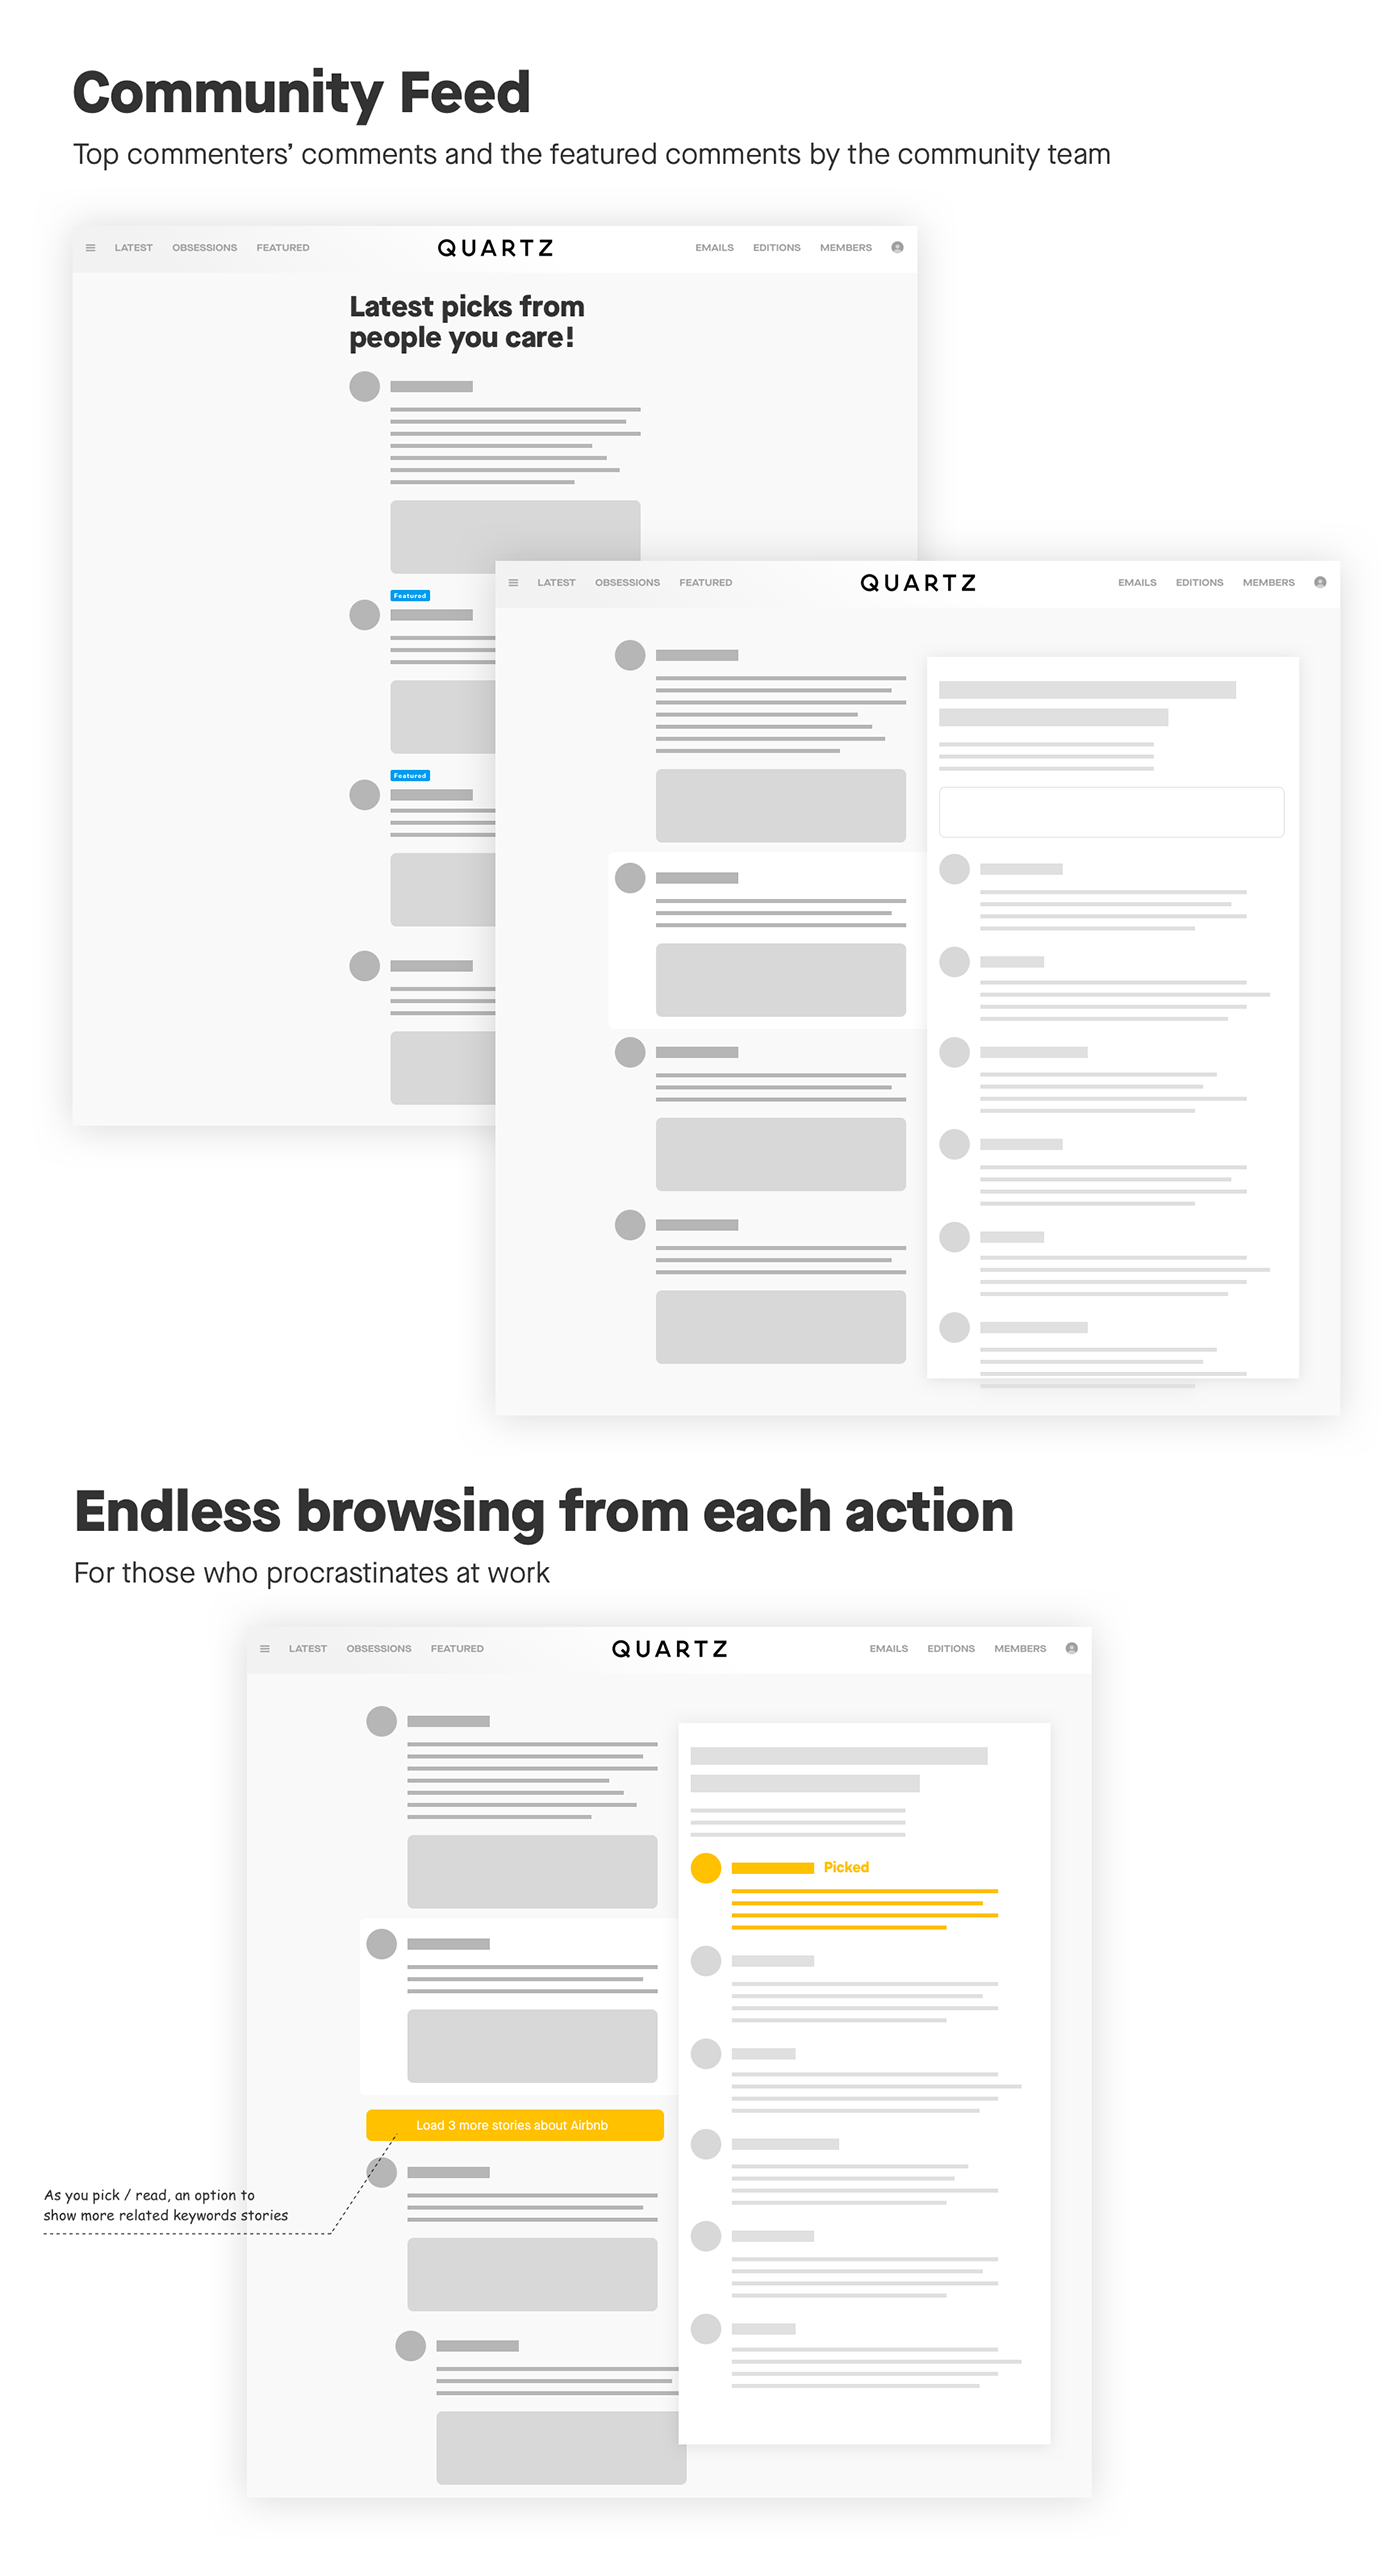 Community Feed
Top commenters’ comments and the featured comments by the community team
LATEST OBSESSIONS FEATURED QUARTZ EMAILS EDITIONS MEMBERS
Latest picks from
people you care!
Featured
Featured
LATEST OBSESSIONS FEATURED QUARTZ EMAILS EDITIONS MEMBERS
Endless browsing from each action
For those who procrastinates at work
LATEST OBSESSIONS FEATURED QUARTZ EMAILS EDITIONS MEMBERS
Picked
Load 3 more stories about Airbnb
As you pick / read, an option to
show more related keywords stories